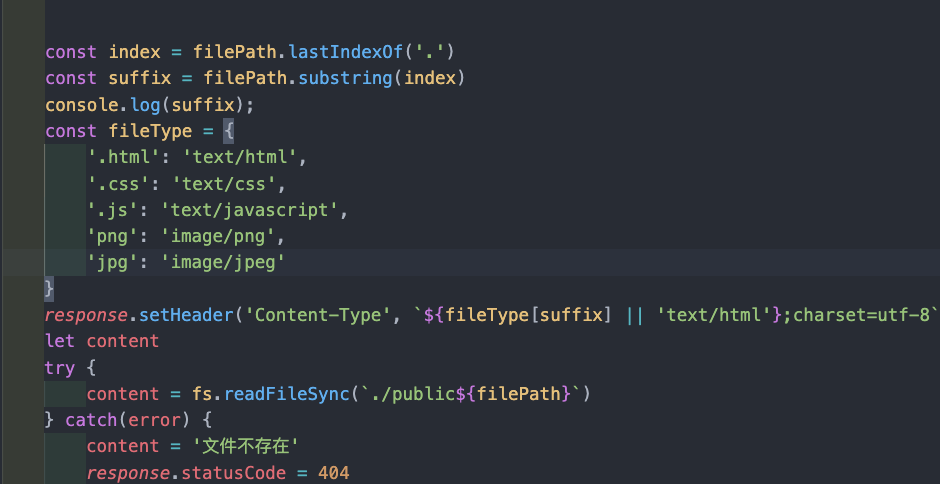 const index = filePath.lastIndexOf('.')
const suffix = filePath.substring(index)
console.log(suffix);
const fileType = {
    '.html': 'text/html',
    '.css': 'text/css',
    '.js': 'text/javascript',
    'png': 'image/png',
    'jpg': 'image/jpeg'
}
response.setHeader('Content-Type', `${fileType[suffix] || 'text/html'};charset=utf-8`
let content
try {
    content = fs.readFileSync(`./public${filePath}`)
} catch(error) {
    content = '文件不存在'
    response.statusCode = 404